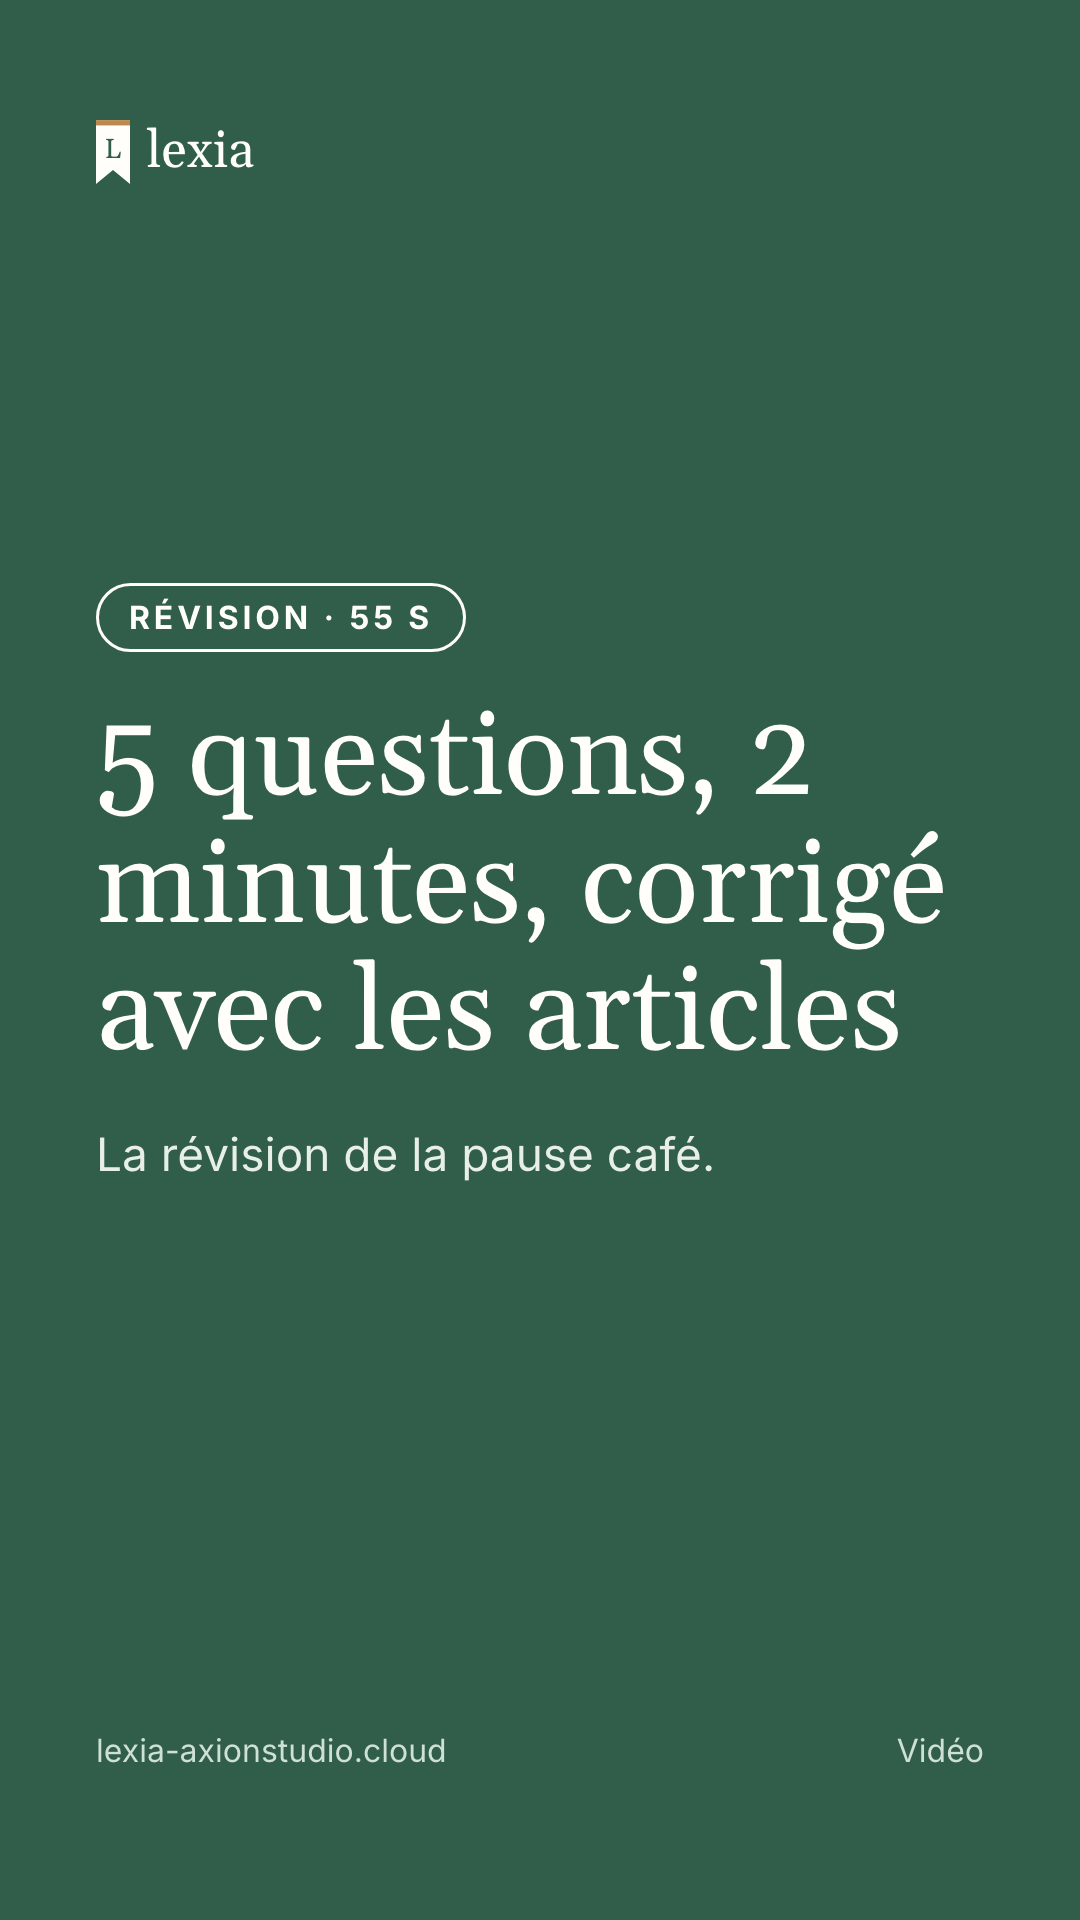 L lexia
RÉVISION · 55 S
5 questions, 2
minutes, corrigé
avec les articles
La révision de la pause café.
lexia-axionstudio.cloud
Vidéo